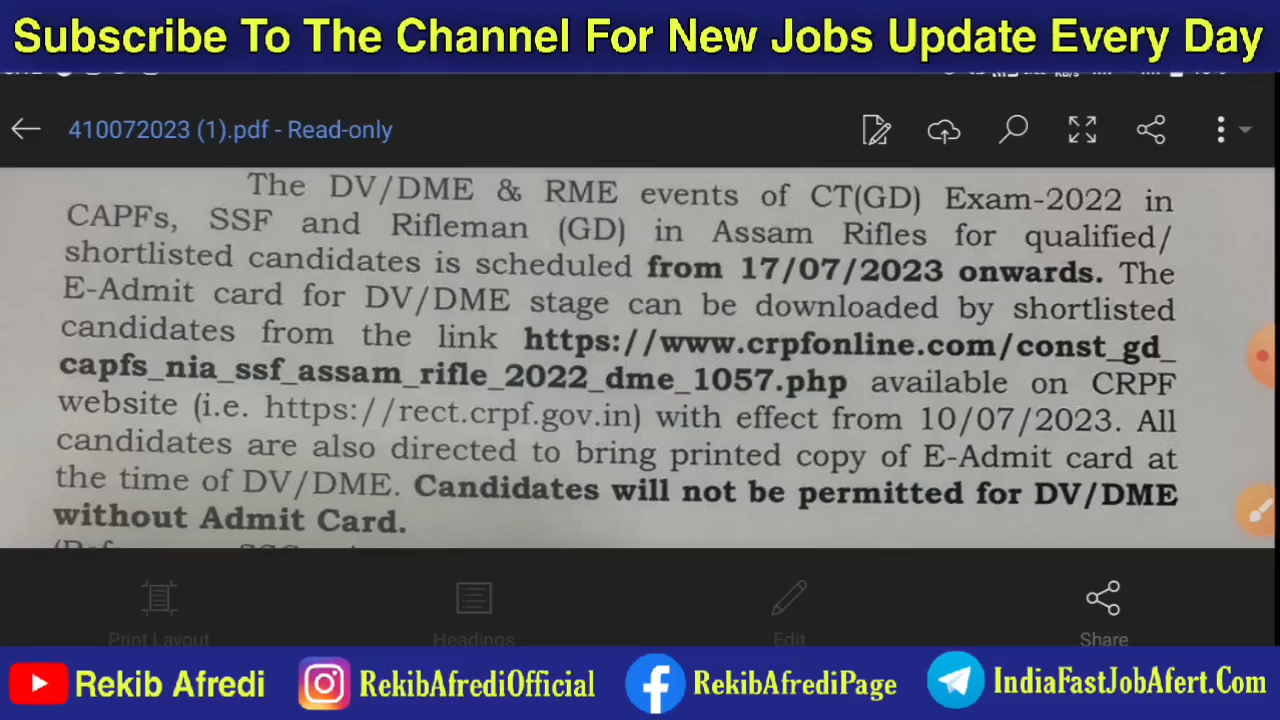 Subscribe To The Channel For New Jobs Update Every Day
410072023 (1).pdf - Read-only
The DV/DME & RME events of CT(GD) Exam-2022 in
CAPFs, SSF and Rifleman (GD) in Assam Rifles for qualified/
shortlisted candidates is scheduled from 17/07/2023 onwards. The
E-Admit card for DV/DME stage can be downloaded by shortlisted
candidates from the link https://www.crpfonline.com/const_gd_
capfs_nia_ssf_assam_rifle_2022_dme_1057.php available on CRPF
website (i.e. https://rect.crpf.gov.in) with effect from 10/07/2023. All
candidates are also directed to bring printed copy of E-Admit card at
the time of DV/DME. Candidates will not be permitted for DV/DME
without Admit Card.
Print Layout
Headings
Edit
Share
Rekib Afredi
RekibAfrediOfficial
RekibAfrediPage
IndiaFastJobAfert.Com